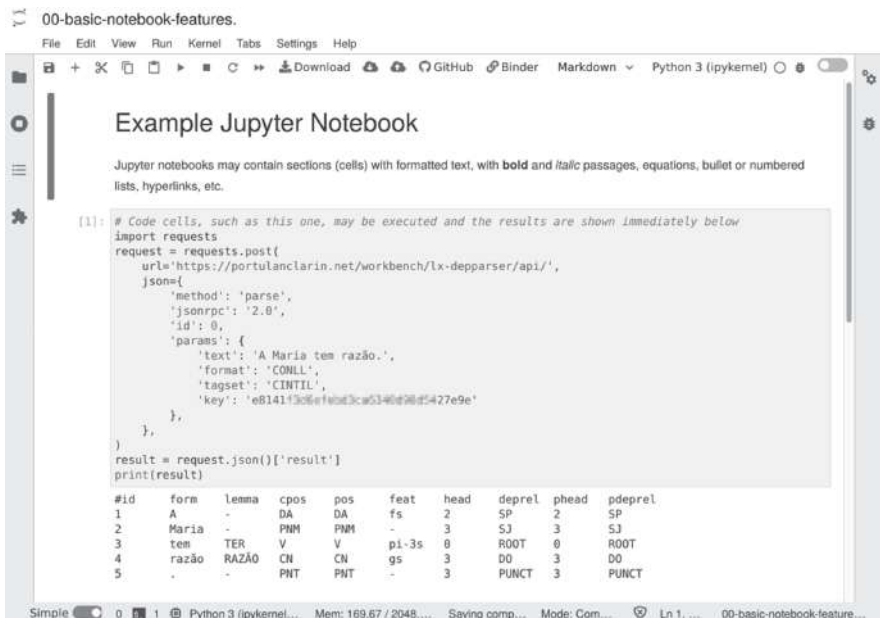 00-basic-notebook-features.
File Edit View Run Kernel Tabs Settings Help
Download GitHub Binder Markdown Python 3 (ipykernel)
Example Jupyter Notebook
Jupyter notebooks may contain sections (cells) with formatted text, with bold and italic passages, equations, bullet or numbered
lists, hyperlinks, etc.
[1]: # Code cells, such as this one, may be executed and the results are shown immediately below
import requests
request = requests.post(
url='https://portulanclarin.net/workbench/lx-depparser/api/',
json={
'method': 'parse',
'jsonrpc': '2.0',
'id': 0,
'params': {
'text': 'A Maria tem razão.',
'format': 'CONLL',
'tagset': 'CINTIL',
'key':
},
},
)
result = request.json()['result']
print(result)
#id form lemma cpos pos feat head deprel phead pdeprel
1 A - DA DA fs 2 SP 2 SP
2 Maria - PNM PNM - 3 SJ 3 SJ
3 tem TER V V pi-3s 0 ROOT 0 ROOT
4 razão RAZÃO CN CN gs 3 DO 3 DO
5 . - PNT PNT - 3 PUNCT 3 PUNCT
Simple 0 1 Python 3 (ipykernel... Mem: 169.67 / 2048.... Saving comp... Mode: Com... Ln 1, ... 00-basic-notebook-feature...